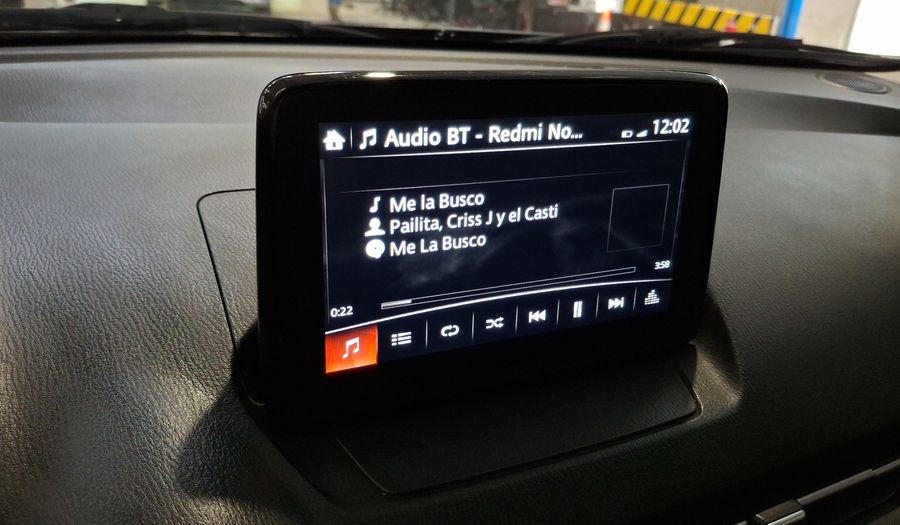 Audio BT - Redmi No... 12:02
Me la Busco
Pailita, Criss J y el Casti
Me La Busco
3:58
0:22